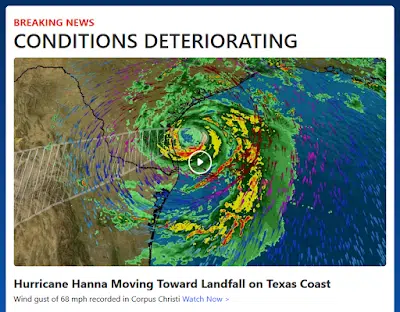 BREAKING NEWS
CONDITIONS DETERIORATING
Hurricane Hanna Moving Toward Landfall on Texas Coast
Wind gust of 68 mph recorded in Corpus Christi Watch Now >